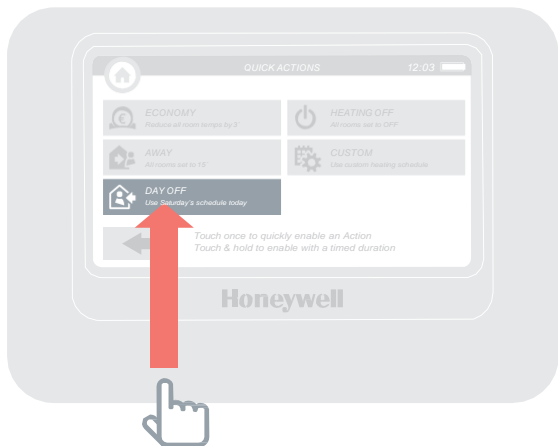 QUICK ACTIONS 12:03
ECONOMY
Reduce all room temps by 5°
HEATING OFF
All rooms set to OFF
AWAY
All rooms set to 15°
CUSTOM
Use custom heating schedule
DAY OFF
Use Saturday's schedule today
Touch once to quickly enable an Action
Touch & hold to enable with a timed duration
Honeywell